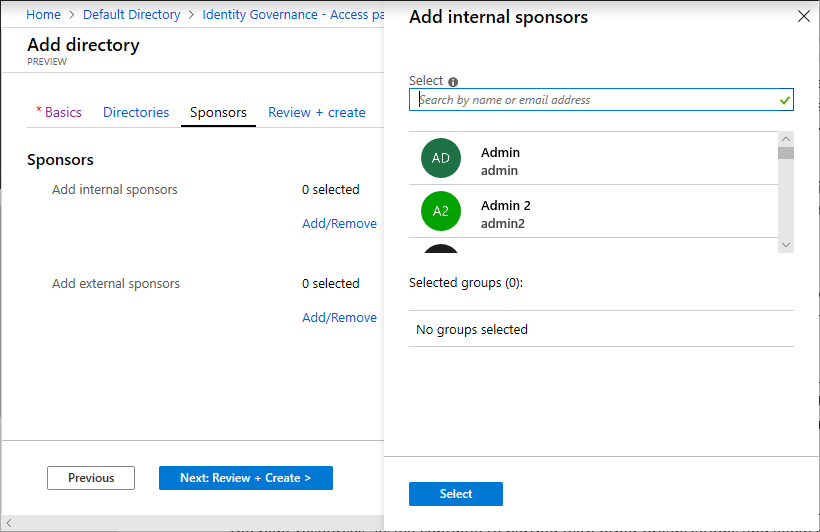 Home > Default Directory > Identity Governance - Access pa
Add directory
PREVIEW
* Basics Directories Sponsors Review + create
Sponsors
Add internal sponsors 0 selected
Add/Remove
Add external sponsors 0 selected
Add/Remove
Previous Next: Review + Create >
Add internal sponsors
Select
Search by name or email address
AD Admin
admin
A2 Admin 2
admin2
Selected groups (0):
No groups selected
Select